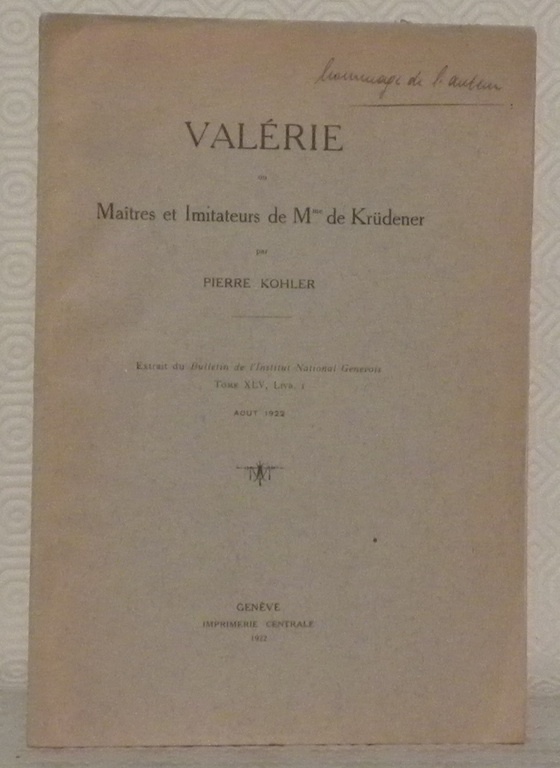 hommage de l'auteur
VALÉRIE
ou
Maîtres et Imitateurs de Mme de Krüdener
par
PIERRE KOHLER
Extrait du Bulletin de l'Institut National Genevois
Tome XLV, Livr. 1
AOUT 1922
GENÈVE
IMPRIMERIE CENTRALE
1922